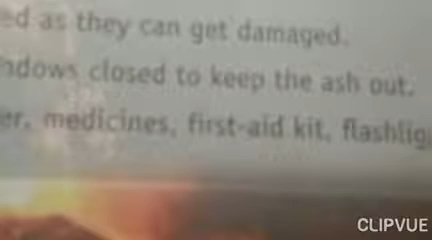 ed as they can get damaged.
ndows closed to keep the ash out.
er, medicines, first-aid kit, flashlig
CLIPVUE